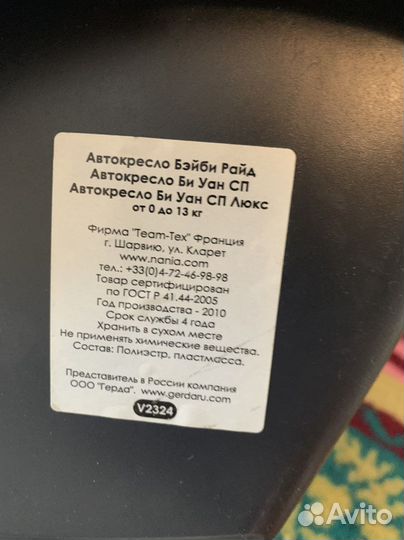 Автокресло Бэйби Райд
Автокресло Би Уан СП
Автокресло Би Уан СП Люкс
от 0 до 13 кг
Фирма "Team-Tex" Франция
г. Шарвию, ул. Кларет
www.nania.com
тел.: +33(0)4-72-46-98-98
Товар сертифицирован
по ГОСТ Р 41.44-2005
Год производства - 2010
Срок службы 4 года
Хранить в сухом месте
Не применять химические вещества.
Состав: Полиэстр, пластмасса.
Представитель в России компания
ООО "Герда". www.gerdaru.com
V2324
Avito